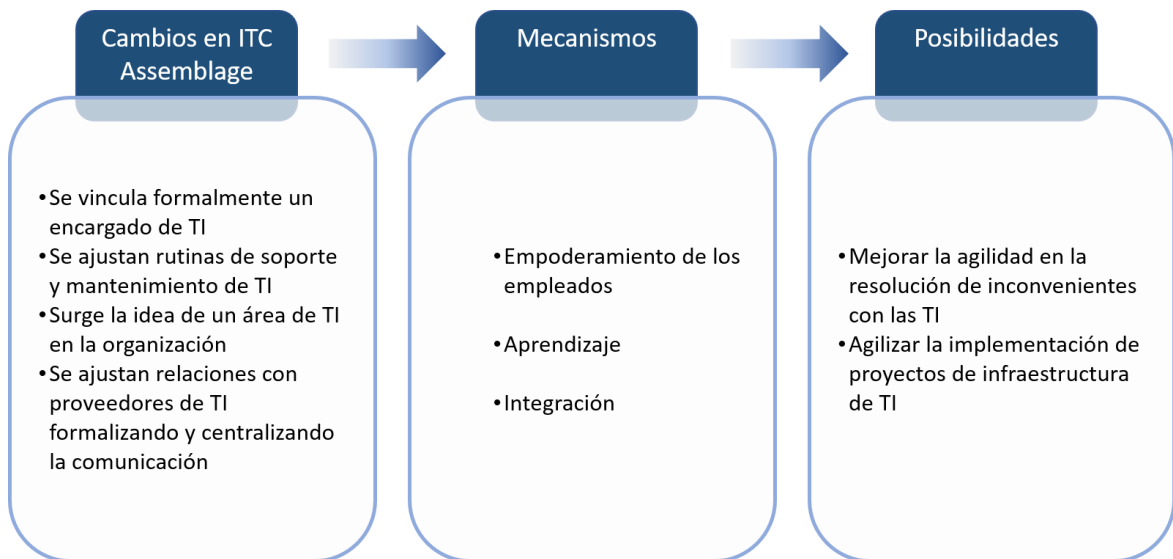 Cambios en ITC
Assemblage
•Se vincula formalmente un
encargado de TI
•Se ajustan rutinas de soporte
y mantenimiento de TI
•Surge la idea de un área de TI
en la organización
•Se ajustan relaciones con
proveedores de TI
formalizando y centralizando
la comunicación
Mecanismos
•Empoderamiento de los
empleados
•Aprendizaje
•Integración
Posibilidades
•Mejorar la agilidad en la
resolución de inconvenientes
con las TI
•Agilizar la implementación de
proyectos de infraestructura
de TI